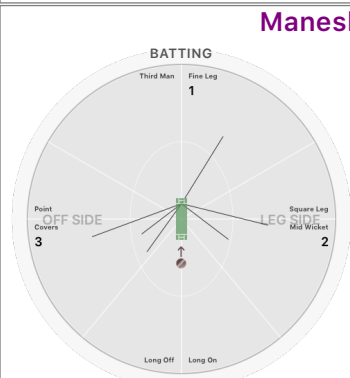 BATTING
Third Man Fine Leg
1
Point Square Leg
OFF SIDE LEG SIDE
Covers Mid Wicket
3 2
Long Off Long On